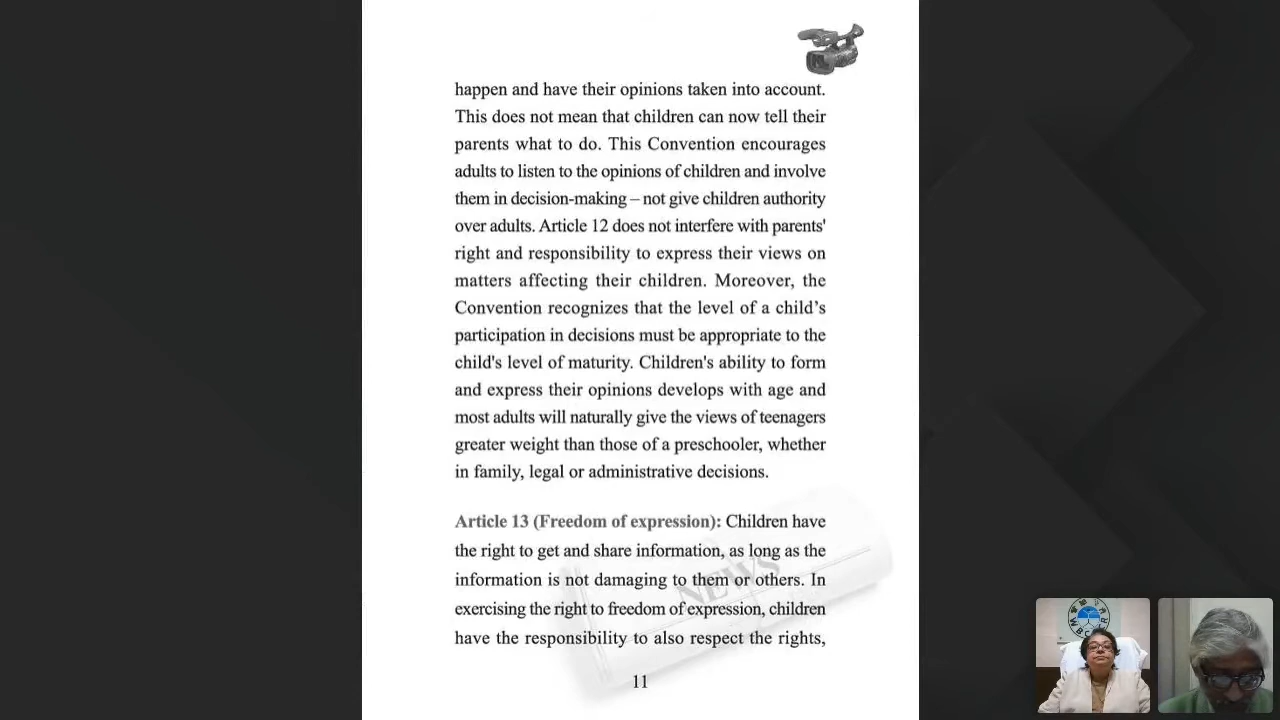 happen and have their opinions taken into account.
This does not mean that children can now tell their
parents what to do. This Convention encourages
adults to listen to the opinions of children and involve
them in decision-making – not give children authority
over adults. Article 12 does not interfere with parents'
right and responsibility to express their views on
matters affecting their children. Moreover, the
Convention recognizes that the level of a child’s
participation in decisions must be appropriate to the
child's level of maturity. Children's ability to form
and express their opinions develops with age and
most adults will naturally give the views of teenagers
greater weight than those of a preschooler, whether
in family, legal or administrative decisions.
Article 13 (Freedom of expression): Children have
the right to get and share information, as long as the
information is not damaging to them or others. In
exercising the right to freedom of expression, children
have the responsibility to also respect the rights,
NEWS
11